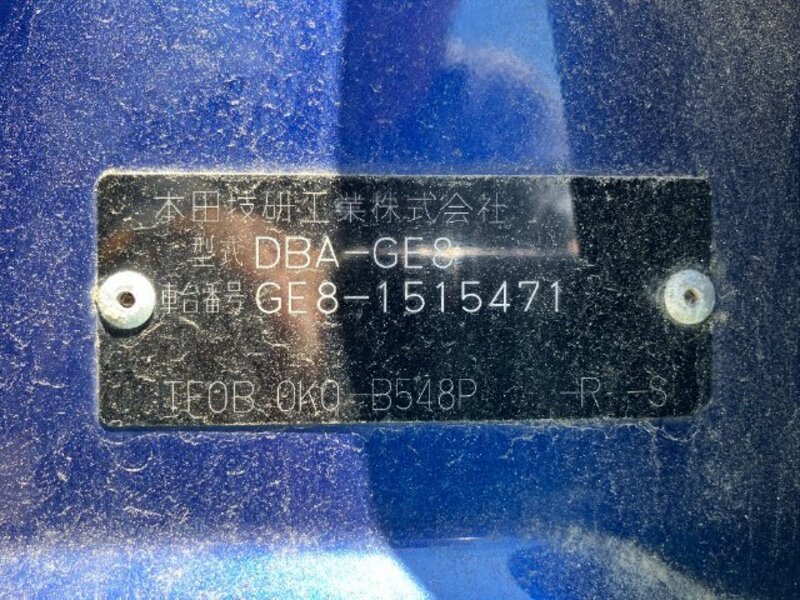 本田技研工業株式会社
型式 DBA-GE8
車台番号 GE8-1515471
TF0B 0K0-B548P -R -S